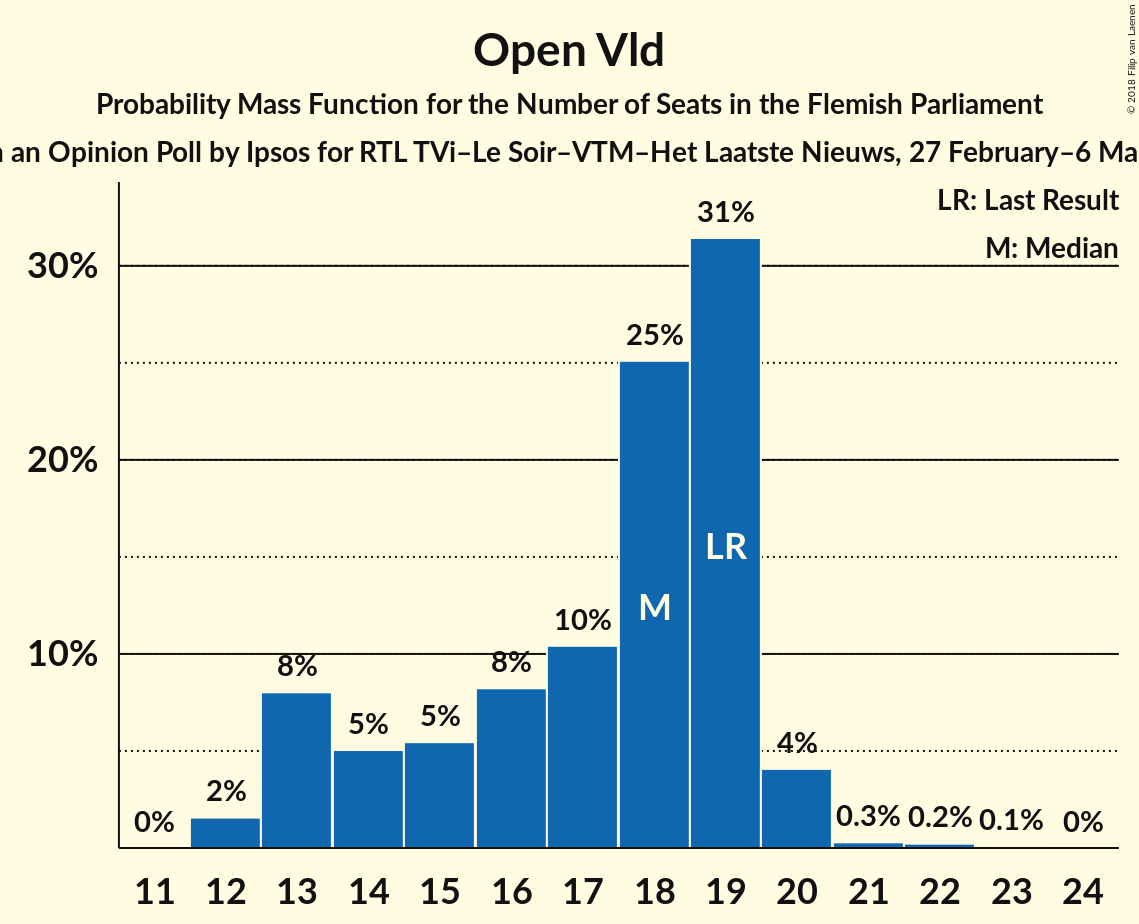 Open Vld
Probability Mass Function for the Number of Seats in the Flemish Parliament
an Opinion Poll by Ipsos for RTL TVi–Le Soir–VTM–Het Laatste Nieuws, 27 February–6 Ma
© 2018 Filip van Laenen
LR: Last Result
M: Median
31%
30%
25%
20%
LR
M
10%
10%
8%
8%
5%
5%
4%
2%
0%
0.3%
0.2%
0.1%
0%
11 12 13 14 15 16 17 18 19 20 21 22 23 24